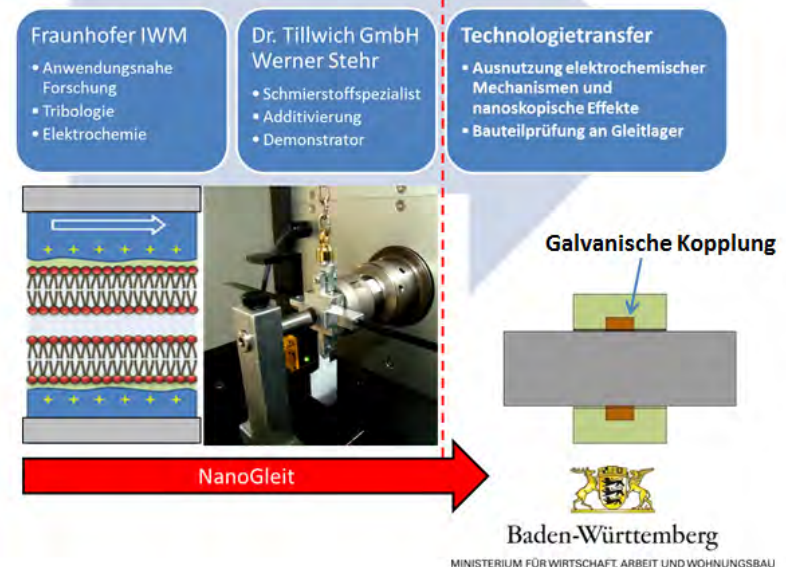 Fraunhofer IWM
• Anwendungsnahe
Forschung
• Tribologie
• Elektrochemie
Dr. Tillwich GmbH
Werner Stehr
• Schmierstoffspezialist
• Additivierung
• Demonstrator
Technologietransfer
• Ausnutzung elektrochemischer
Mechanismen und
nanoskopische Effekte
• Bauteilprüfung an Gleitlager
+ + + + + +
+ + + + + +
Galvanische Kopplung
NanoGleit
Baden-Württemberg
MINISTERIUM FÜR WIRTSCHAFT, ARBEIT UND WOHNUNGSBAU